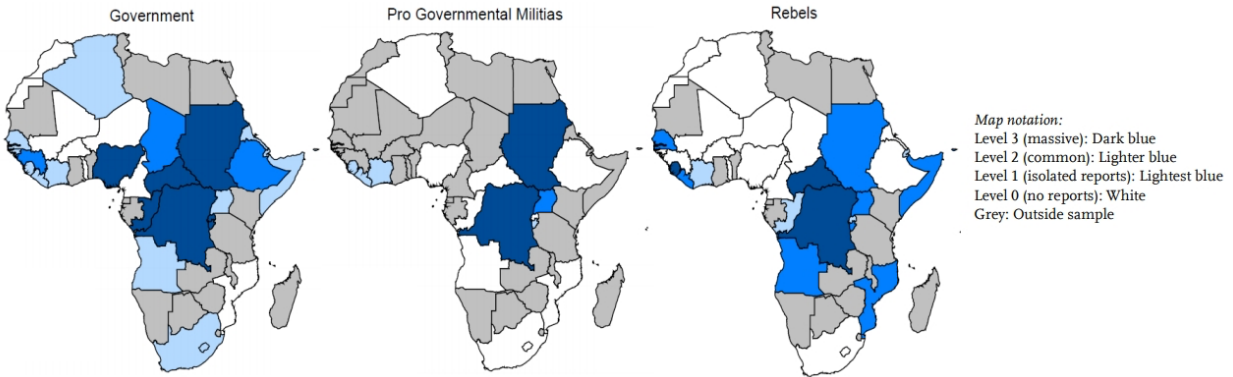 Government
Pro Governmental Militias
Rebels
Map notation:
Level 3 (massive): Dark blue
Level 2 (common): Lighter blue
Level 1 (isolated reports): Lightest blue
Level 0 (no reports): White
Grey: Outside sample